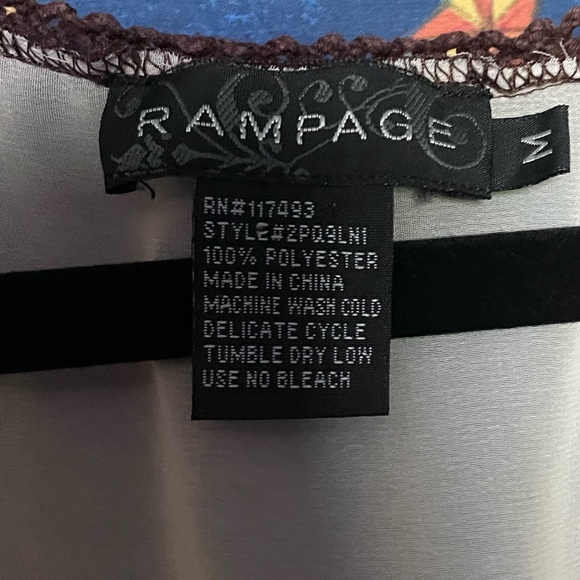 RAMPAGE
M
RN#117493
STYLE#2PQ9LN1
100% POLYESTER
MADE IN CHINA
MACHINE WASH COLD
DELICATE CYCLE
TUMBLE DRY LOW
USE NO BLEACH